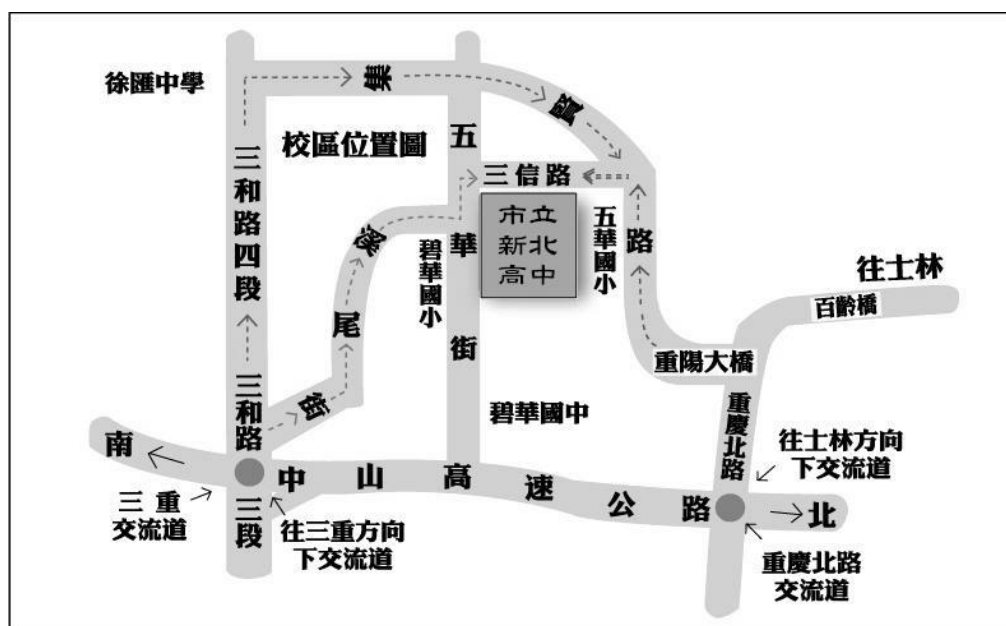 徐匯中學
校區位置圖
集賢路
五華街
三和路四段
三信路
市立
新北
高中
五華國小
碧華國小
溪尾街
往士林
百齡橋
重陽大橋
重慶北路
三和路
三段
碧華國中
往士林方向
下交流道
南
中山高速公路
北
三重
交流道
往三重方向
下交流道
重慶北路
交流道